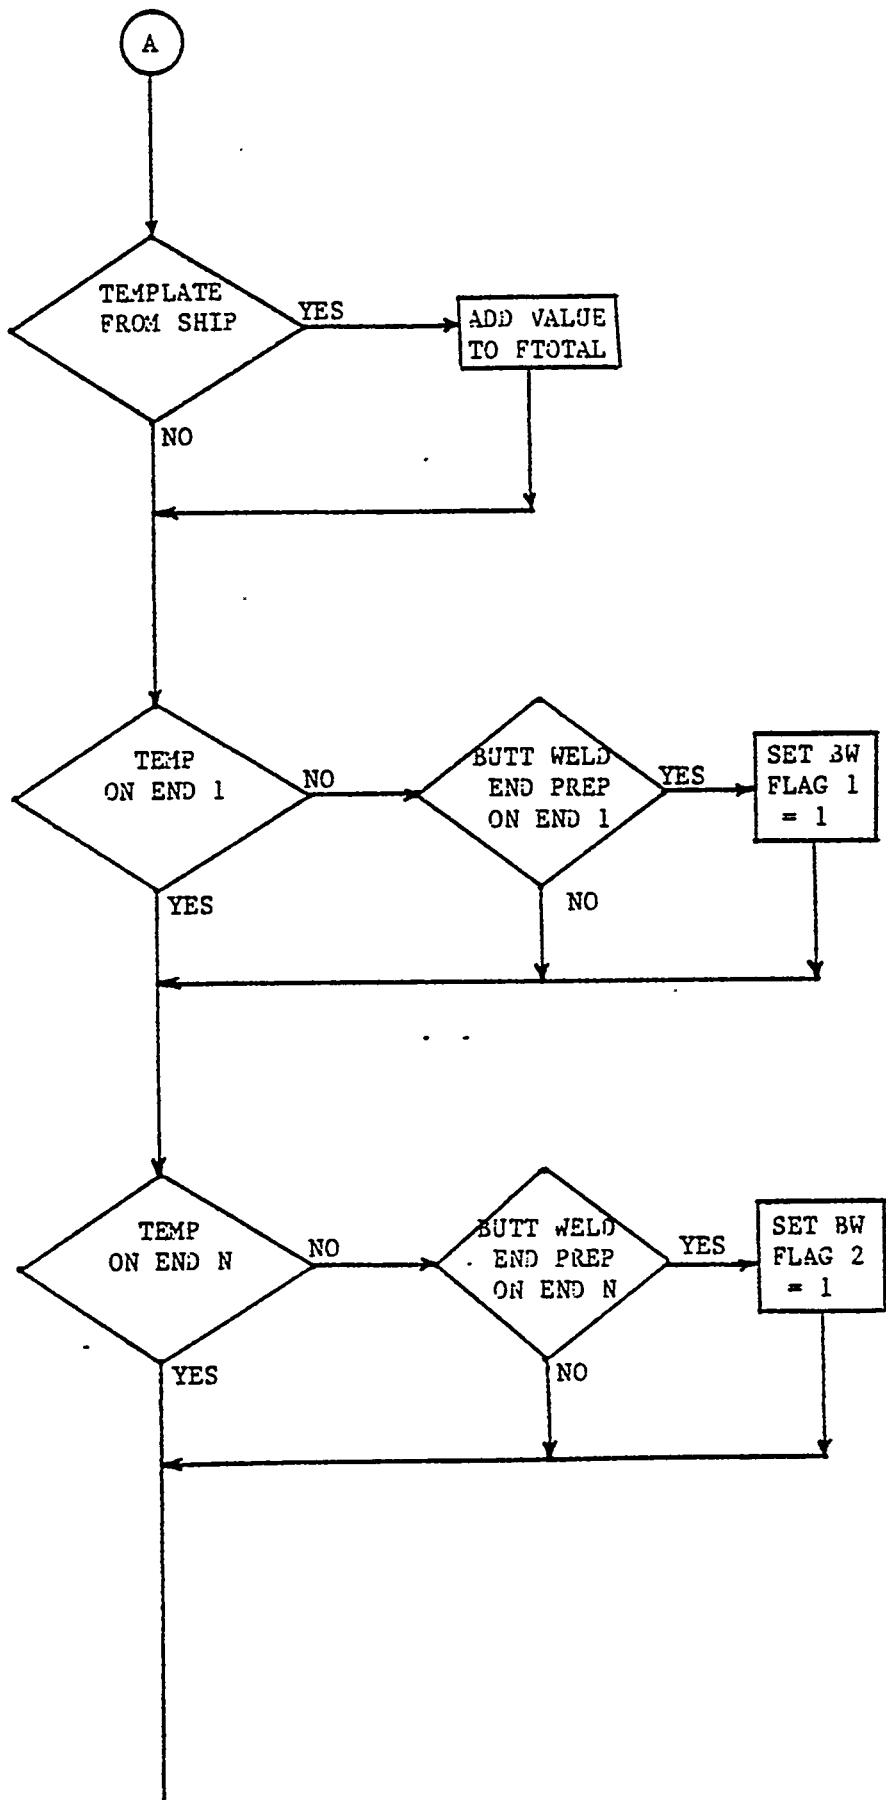 A
TEMPLATE
FROM SHIP
YES
ADD VALUE
TO FTOTAL
NO
TEMP
ON END 1
NO
BUTT WELD
END PREP
ON END 1
YES
SET BW
FLAG 1
= 1
YES
NO
TEMP
ON END N
NO
BUTT WELD
END PREP
ON END N
YES
SET BW
FLAG 2
= 1
YES
NO